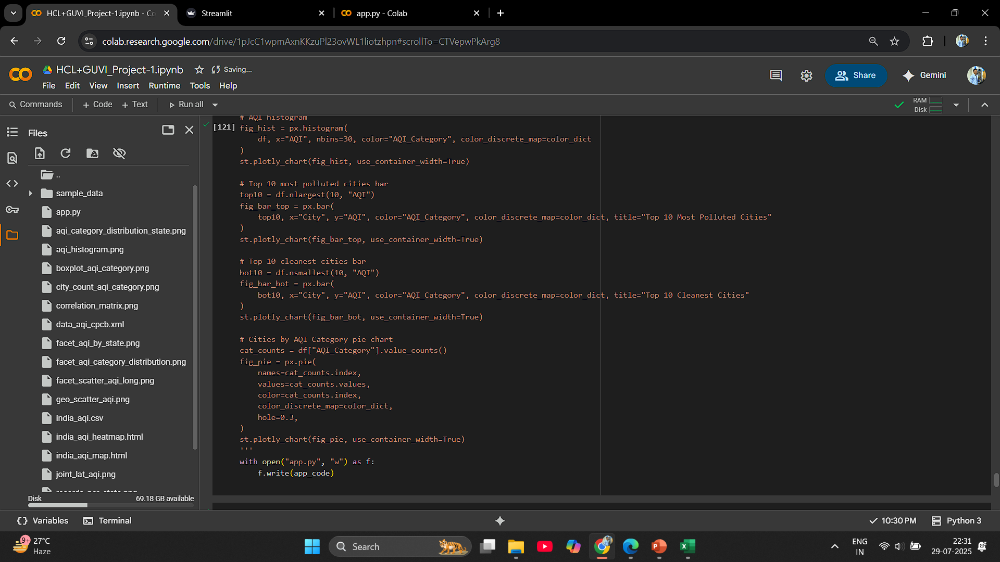 HCL+GUVI_Project-1.ipynb - Co
Streamlit
app.py - Colab
colab.research.google.com/drive/1pJcC1wpmAxnKKzuPl23ovWL1liotzhpn#scrollTo=CTVepwPkArg8
HCL+GUVI_Project-1.ipynb
Saving...
File Edit View Insert Runtime Tools Help
Share
Gemini
Commands + Code + Text Run all
RAM
Disk
Files
..
sample_data
app.py
aqi_category_distribution_state.png
aqi_histogram.png
boxplot_aqi_category.png
city_count_aqi_category.png
correlation_matrix.png
data_aqi_cpcb.xml
facet_aqi_by_state.png
facet_aqi_category_distribution.png
facet_scatter_aqi_long.png
geo_scatter_aqi.png
india_aqi.csv
india_aqi_heatmap.html
india_aqi_map.html
joint_lat_aqi.png
Disk 69.18 GB available
# AQI histogram
[121] fig_hist = px.histogram(
df, x="AQI", nbins=30, color="AQI_Category", color_discrete_map=color_dict
)
st.plotly_chart(fig_hist, use_container_width=True)
# Top 10 most polluted cities bar
top10 = df.nlargest(10, "AQI")
fig_bar_top = px.bar(
top10, x="City", y="AQI", color="AQI_Category", color_discrete_map=color_dict, title="Top 10 Most Polluted Cities"
)
st.plotly_chart(fig_bar_top, use_container_width=True)
# Top 10 cleanest cities bar
bot10 = df.nsmallest(10, "AQI")
fig_bar_bot = px.bar(
bot10, x="City", y="AQI", color="AQI_Category", color_discrete_map=color_dict, title="Top 10 Cleanest Cities"
)
st.plotly_chart(fig_bar_bot, use_container_width=True)
# Cities by AQI Category pie chart
cat_counts = df["AQI_Category"].value_counts()
fig_pie = px.pie(
names=cat_counts.index,
values=cat_counts.values,
color=cat_counts.index,
color_discrete_map=color_dict,
hole=0.3,
)
st.plotly_chart(fig_pie, use_container_width=True)
'''
with open("app.py", "w") as f:
f.write(app_code)
{} Variables Terminal
10:30 PM Python 3
9+
27°C
Haze
Search
ENG
IN
22:31
29-07-2025